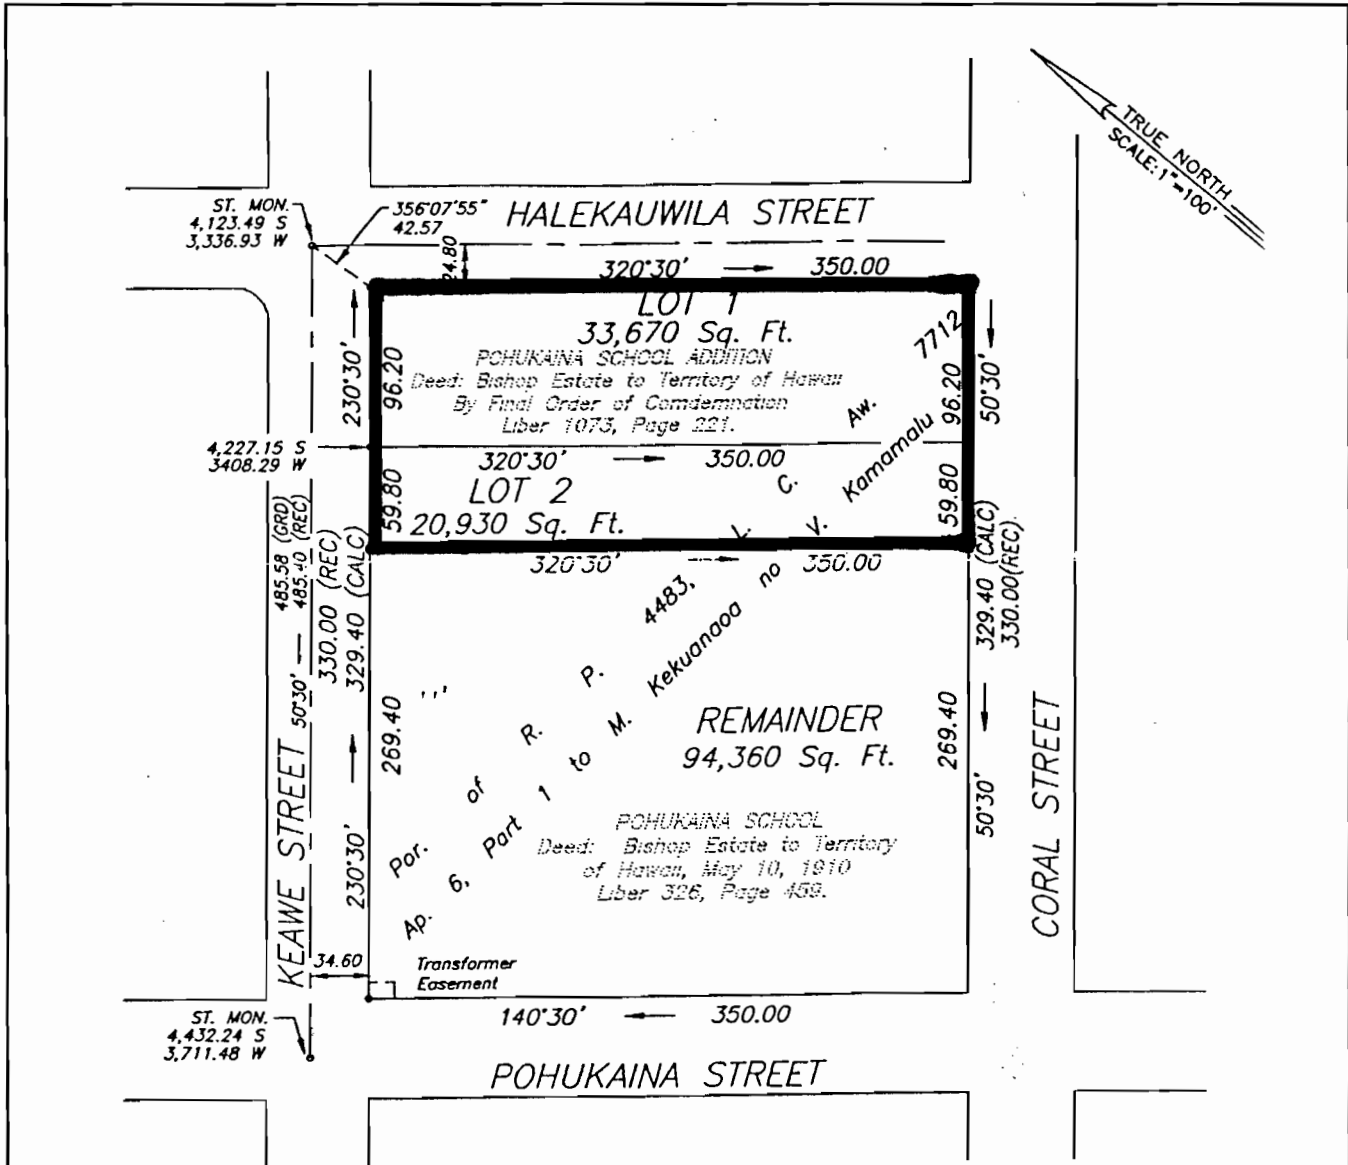 TRUE NORTH
SCALE: 1"=100'
ST. MON.
4,123.49 S
3,336.93 W
356°07'55"
42.57
HALEKAUWILA STREET
24.80
320°30' 350.00
LOT 1
33,670 Sq. Ft.
POHUKAINA SCHOOL ADDITION
Deed: Bishop Estate to Territory of Hawaii
By Final Order of Comdemnation
Liber 1073, Page 221.
230°30'
96.20
96.20
50°30'
4,227.15 S
3408.29 W
320°30' 350.00
LOT 2
20,930 Sq. Ft.
59.80
59.80
320°30' 350.00
Por. of R. P. 4483, L. C. Aw. 7712
Ap. 6, Part 1 to M. Kekuanaoa no V. Kamamalu
485.58 (GRD)
485.40 (REC)
50°30'
KEAWE STREET
330.00 (REC)
329.40 (CALC)
230°30'
269.40
REMAINDER
94,360 Sq. Ft.
POHUKAINA SCHOOL
Deed: Bishop Estate to Territory
of Hawaii, May 10, 1910
Liber 326, Page 459.
269.40
329.40 (CALC)
330.00(REC).
50°30'
CORAL STREET
34.60
Transformer
Easement
140°30' 350.00
ST. MON.
4,432.24 S
3,711.48 W
POHUKAINA STREET